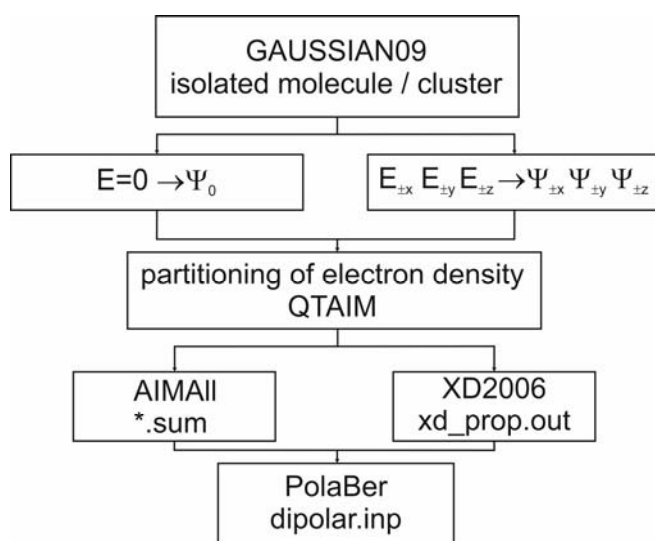 GAUSSIAN09
isolated molecule / cluster
E=0 →Ψ₀
E±x E±y E±z→Ψ±x Ψ±y Ψ±z
partitioning of electron density
QTAIM
AIMAll
*.sum
XD2006
xd_prop.out
PolaBer
dipolar.inp